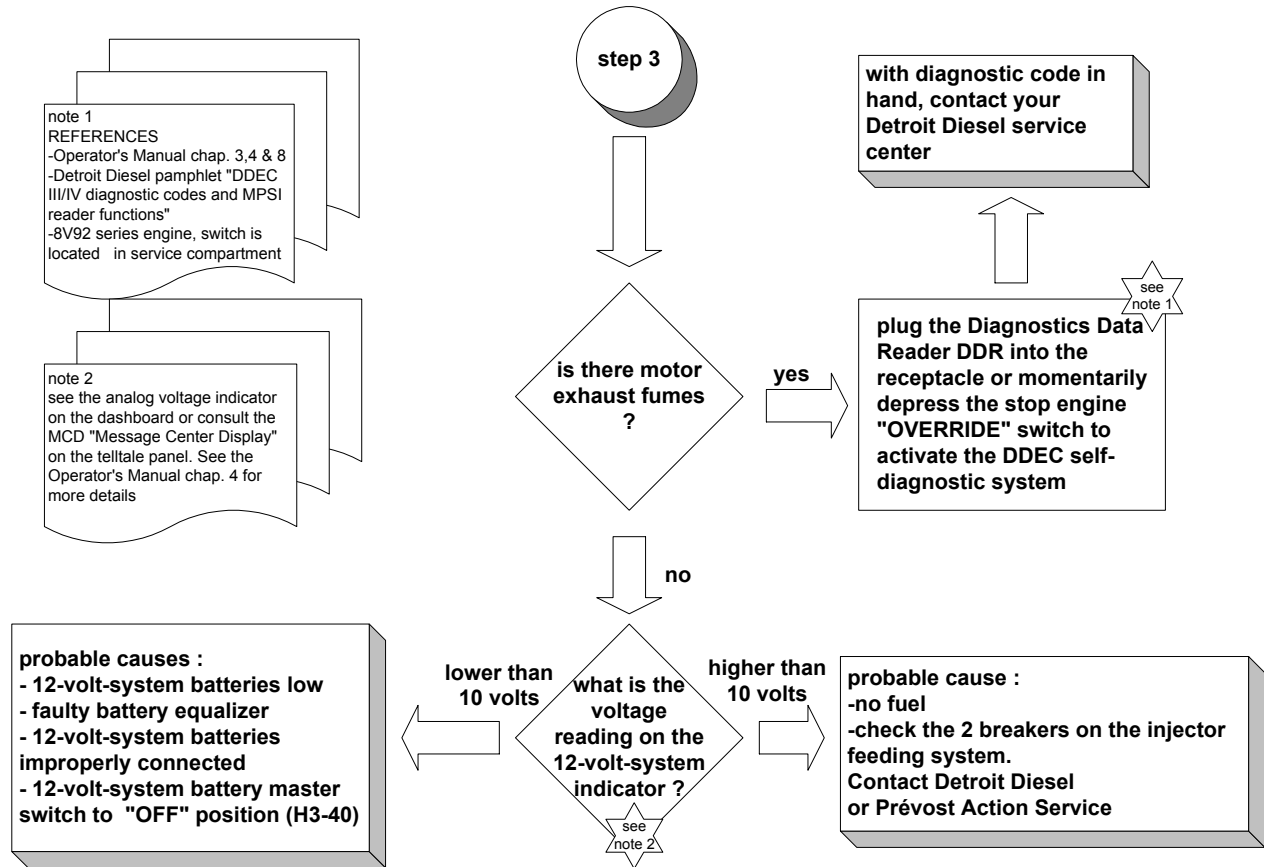 step 3
with diagnostic code in
hand, contact your
Detroit Diesel service
center
note 1
REFERENCES
-Operator's Manual chap. 3,4 & 8
-Detroit Diesel pamphlet "DDEC
III/IV diagnostic codes and MPSI
reader functions"
-8V92 series engine, switch is
located in service compartment
note 2
see the analog voltage indicator
on the dashboard or consult the
MCD "Message Center Display"
on the telltale panel. See the
Operator's Manual chap. 4 for
more details
is there motor
exhaust fumes
?
yes
see
note 1
plug the Diagnostics Data
Reader DDR into the
receptacle or momentarily
depress the stop engine
"OVERRIDE" switch to
activate the DDEC self-
diagnostic system
no
probable causes :
- 12-volt-system batteries low
- faulty battery equalizer
- 12-volt-system batteries
improperly connected
- 12-volt-system battery master
switch to "OFF" position (H3-40)
lower than
10 volts
what is the
voltage
reading on the
12-volt-system
indicator ?
see
note 2
higher than
10 volts
probable cause :
-no fuel
-check the 2 breakers on the injector
feeding system.
Contact Detroit Diesel
or Prévost Action Service